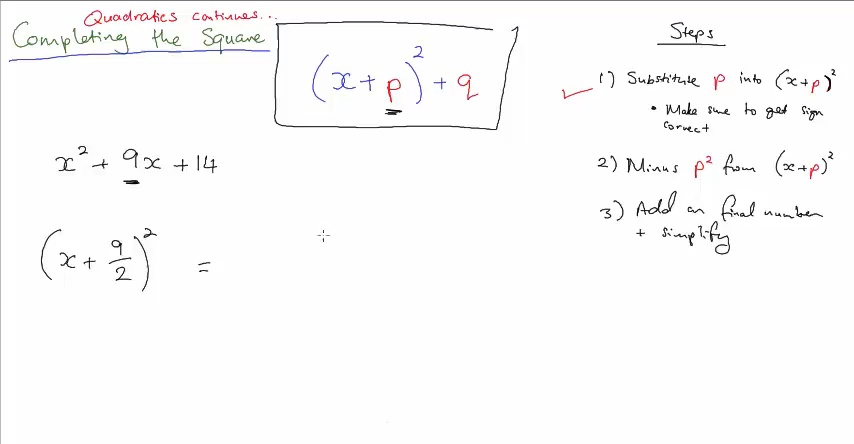 Quadratics continues...
Completing the Square
(x + p)² + q
x² + 9x + 14
(x + 9/2)² =
Steps
1) Substitute p into (x+p)²
• Make sure to get sign
correct
2) Minus p² from (x+p)²
3) Add on final number
+ simplify